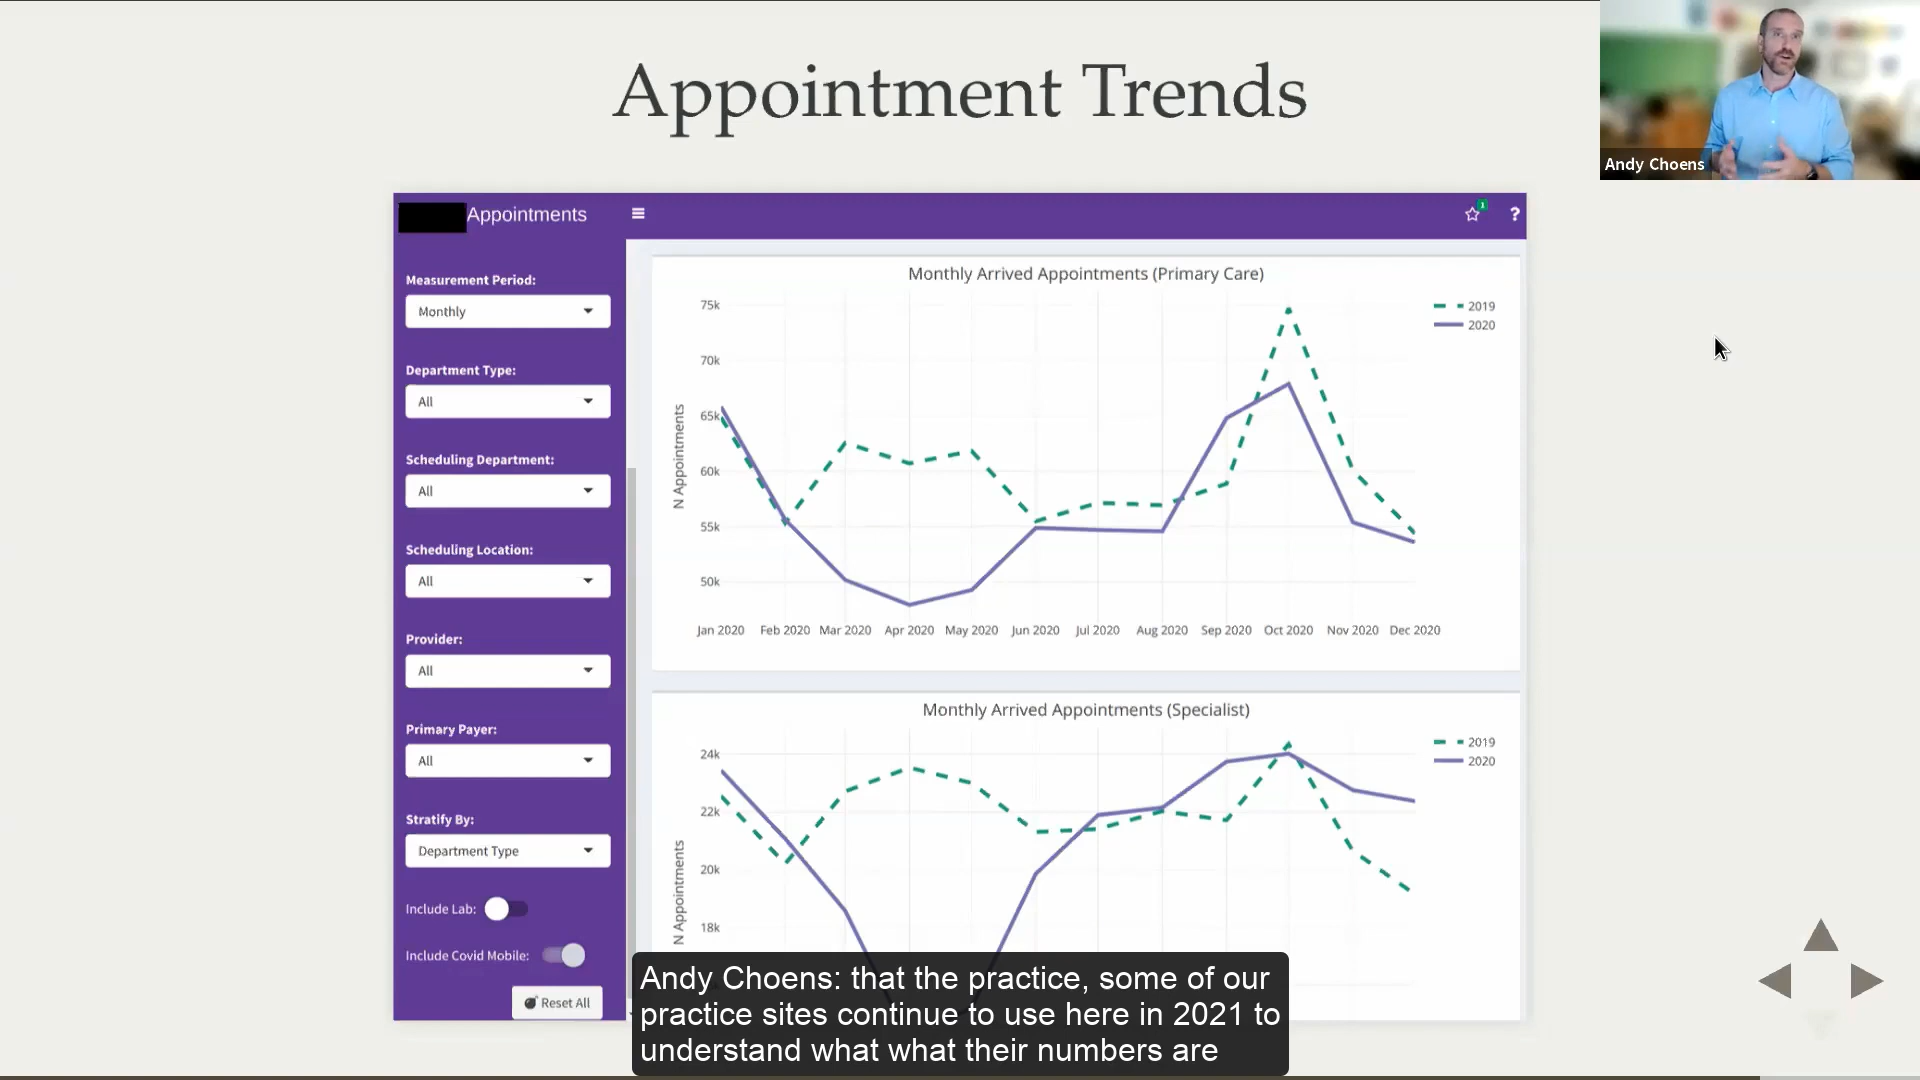 Appointment Trends
Andy Choens
Appointments
1
?
Measurement Period:
Monthly
Department Type:
All
Scheduling Department:
All
Scheduling Location:
All
Provider:
All
Primary Payer:
All
Stratify By:
Department Type
Include Lab:
Include Covid Mobile:
Reset All
Monthly Arrived Appointments (Primary Care)
75k
70k
65k
60k
55k
50k
N Appointments
2019
2020
Jan 2020 Feb 2020 Mar 2020 Apr 2020 May 2020 Jun 2020 Jul 2020 Aug 2020 Sep 2020 Oct 2020 Nov 2020 Dec 2020
Monthly Arrived Appointments (Specialist)
24k
22k
20k
18k
N Appointments
2019
2020
Andy Choens: that the practice, some of our
practice sites continue to use here in 2021 to
understand what what their numbers are